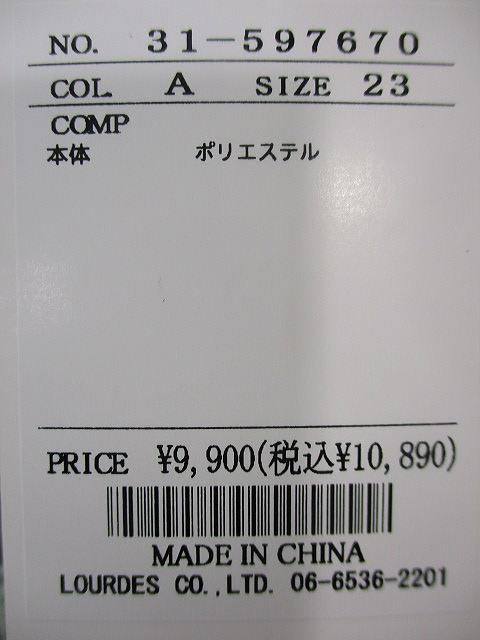 NO. 31-597670
COL. A SIZE 23
COMP
本体 ポリエステル
PRICE ¥9,900(税込¥10,890)
MADE IN CHINA
LOURDES CO.,LTD. 06-6536-2201